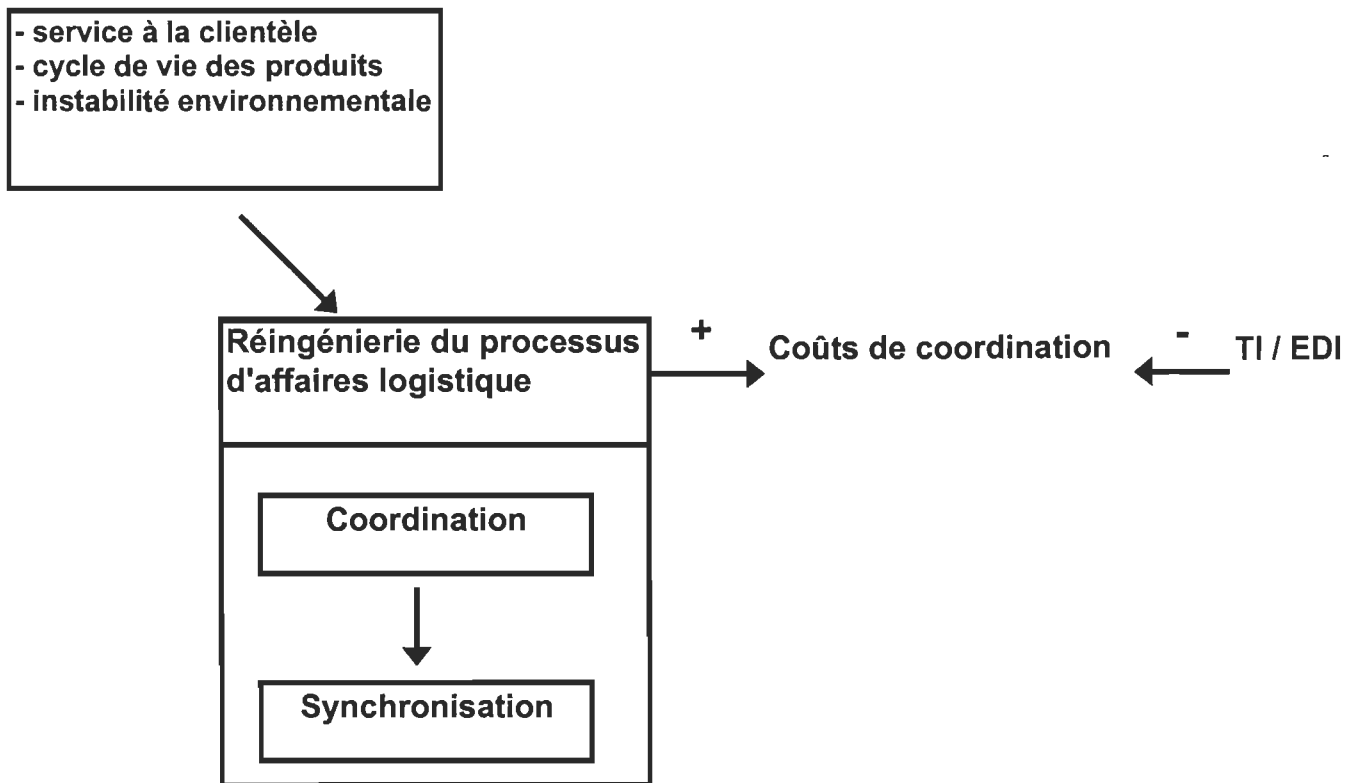 - service à la clientèle
- cycle de vie des produits
- instabilité environnementale
Réingénierie du processus
d'affaires logistique
+
Coûts de coordination
-
TI / EDI
Coordination
Synchronisation